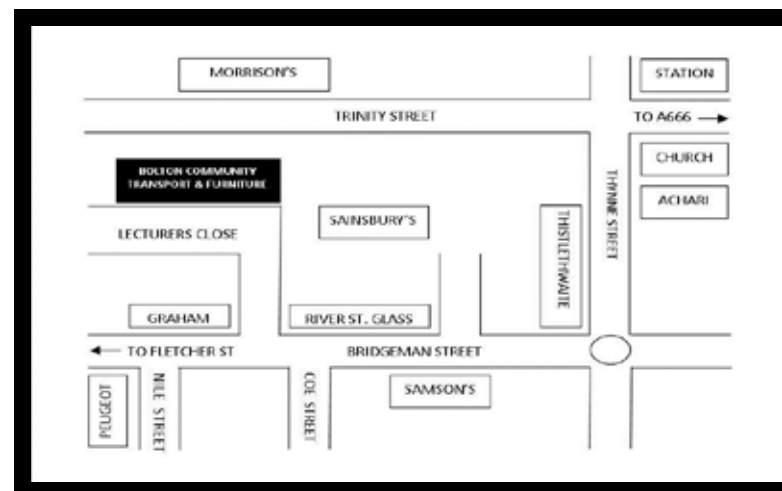 MORRISON'S
STATION
TRINITY STREET
TO A666
CHURCH
BOLTON COMMUNITY
TRANSPORT & FURNITURE
THYNNE STREET
ACHARI
SAINSBURY'S
THISTLETHWAITE
LECTURERS CLOSE
GRAHAM
RIVER ST. GLASS
TO FLETCHER ST
BRIDGEMAN STREET
PEUGEOT
NILE STREET
COE STREET
SAMSON'S